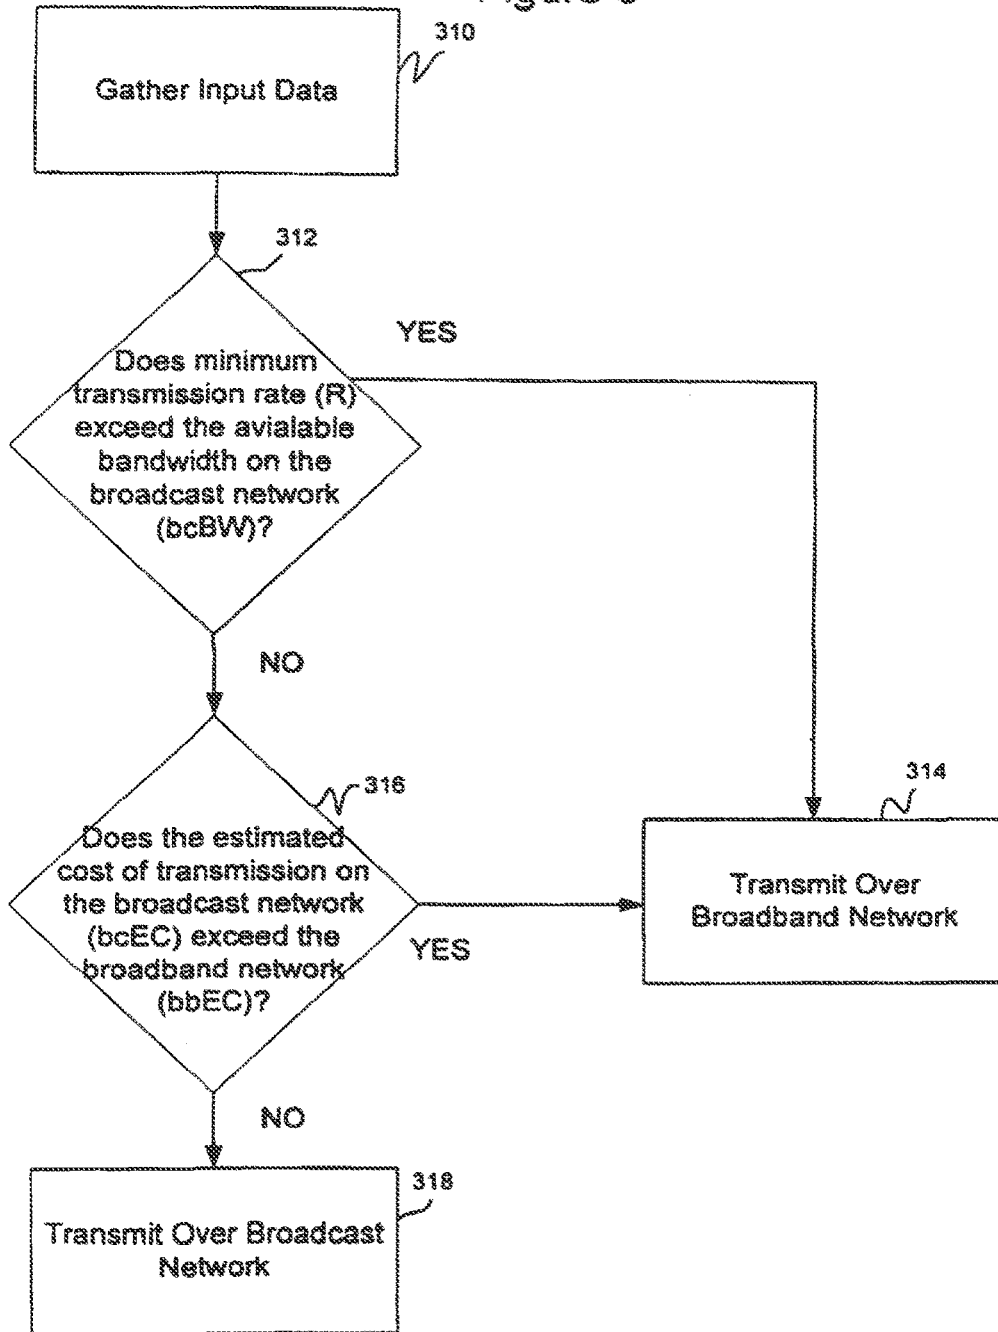 310
Gather Input Data
312
YES
Does minimum
transmission rate (R)
exceed the avialable
bandwidth on the
broadcast network
(bcBW)?
NO
316
Does the estimated
cost of transmission on
the broadcast network
(bcEC) exceed the
broadband network
(bbEC)?
YES
314
Transmit Over
Broadband Network
NO
318
Transmit Over Broadcast
Network